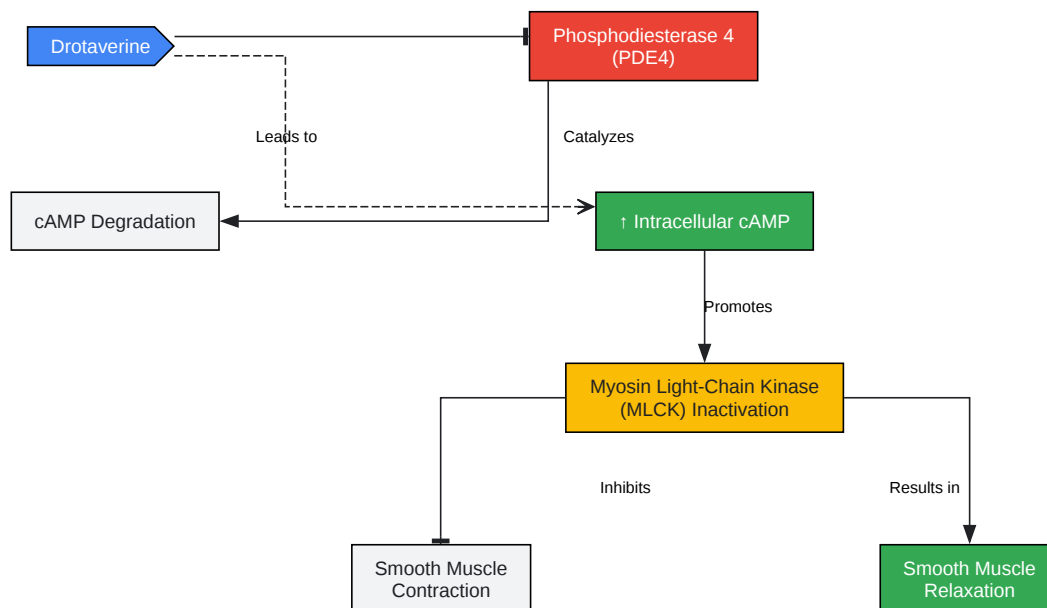 Drotaverine
Phosphodiesterase 4
(PDE4)
Leads to
Catalyzes
cAMP Degradation
↑ Intracellular cAMP
Promotes
Myosin Light-Chain Kinase
(MLCK) Inactivation
Inhibits
Results in
Smooth Muscle
Contraction
Smooth Muscle
Relaxation